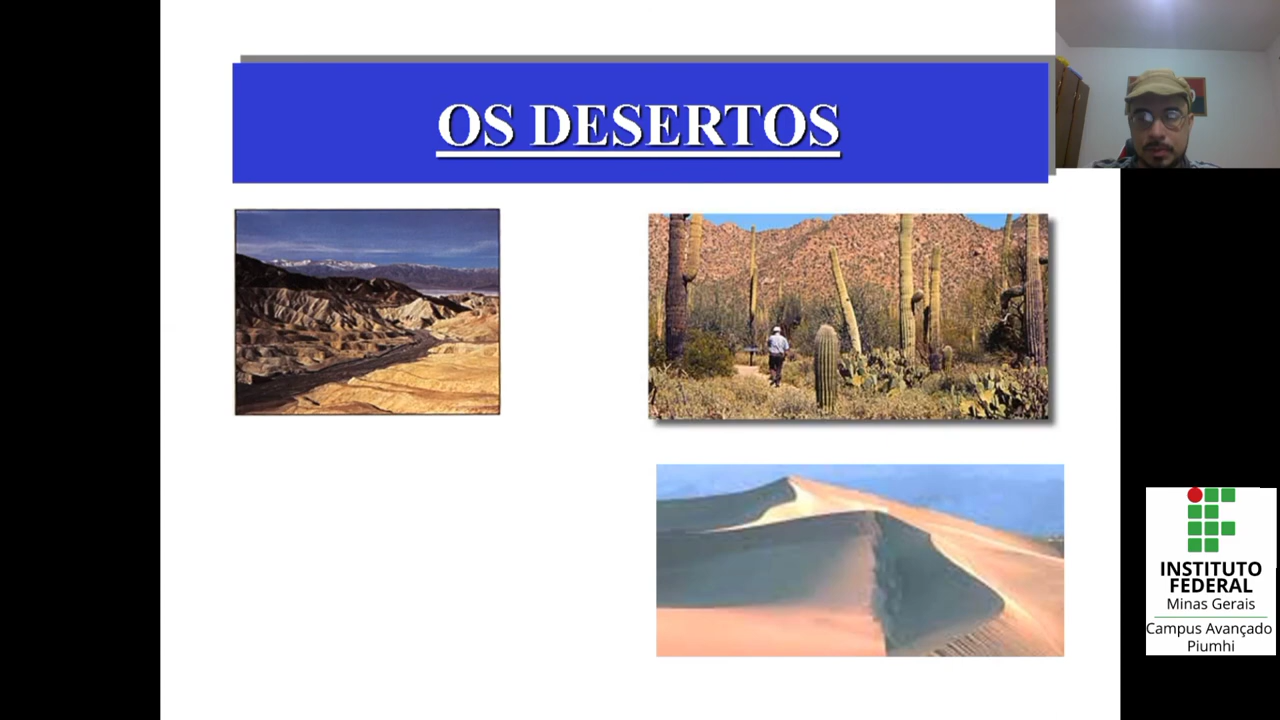 OS DESERTOS
INSTITUTO
FEDERAL
Minas Gerais
Campus Avançado
Piumhi